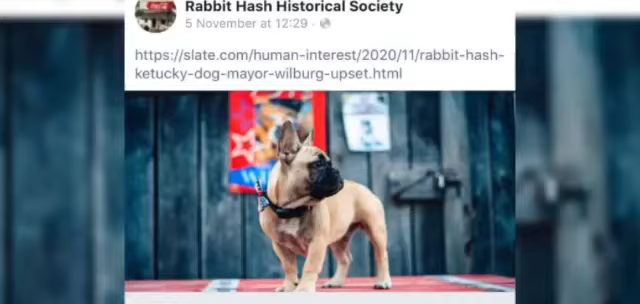 Rabbit Hash Historical Society
5 November at 12:29 ·
https://slate.com/human-interest/2020/11/rabbit-hash-
ketucky-dog-mayor-wilburg-upset.html